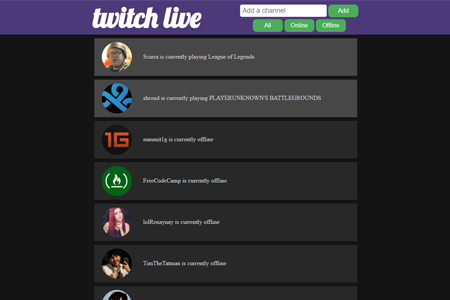 twitch live
Add a channel
Add
All
Online
Offline
Scarra is currently playing League of Legends
shroud is currently playing PLAYERUNKNOWN'S BATTLEGROUNDS
1G
summit1g is currently offline
FreeCodeCamp is currently offline
lolRenaynay is currently offline
TimTheTatman is currently offline